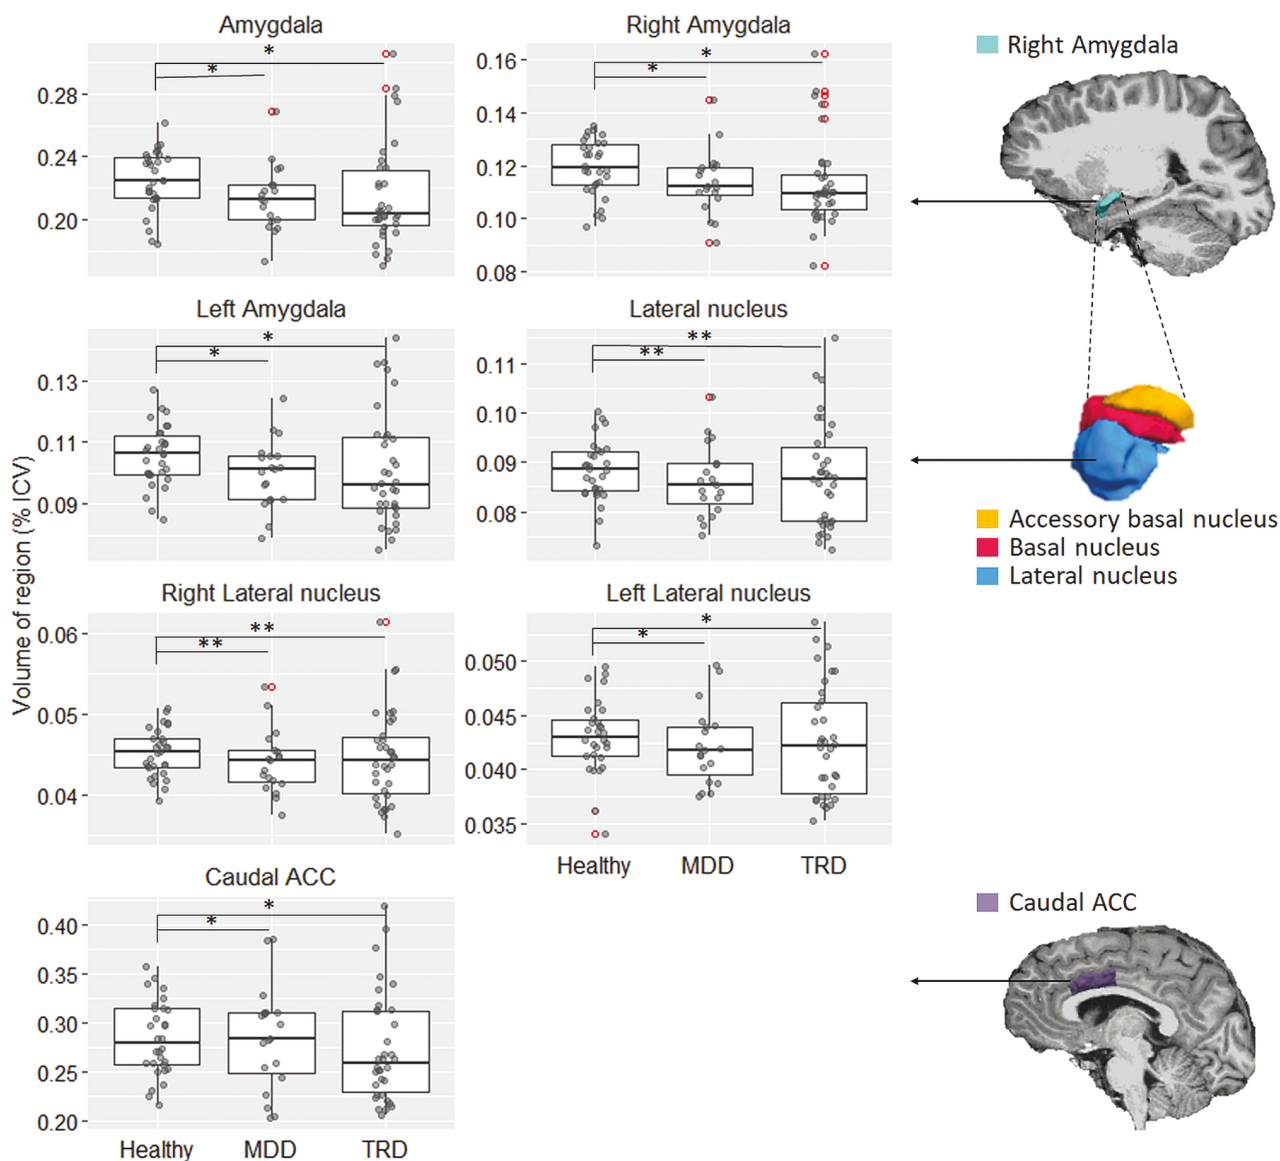 Amygdala
*
*
0.28
0.24
0.20
Right Amygdala
*
*
0.16
0.14
0.12
0.10
0.08
Right Amygdala
Left Amygdala
*
*
0.13
0.11
0.09
Lateral nucleus
**
**
0.11
0.10
0.09
0.08
Accessory basal nucleus
Basal nucleus
Lateral nucleus
Volume of region (% ICV)
Right Lateral nucleus
**
**
0.06
0.05
0.04
Left Lateral nucleus
*
*
0.050
0.045
0.040
0.035
Healthy MDD TRD
Caudal ACC
*
*
0.40
0.35
0.30
0.25
0.20
Healthy MDD TRD
Caudal ACC